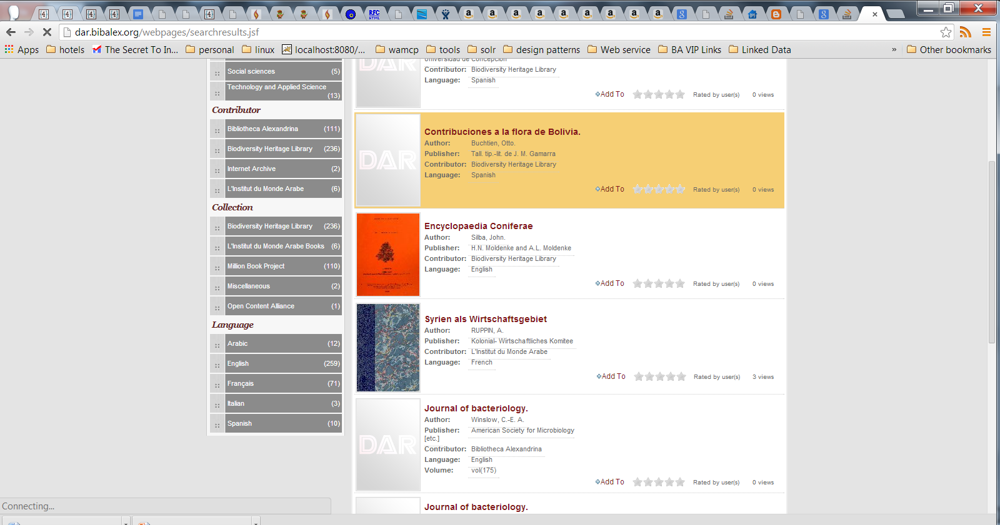 dar.bibalex.org/webpages/searchresults.jsf
Apps
hotels
The Secret To In...
personal
linux
localhost:8080/...
wamcp
tools
solr
design patterns
Web service
BA VIP Links
Linked Data
»
Other bookmarks
Social sciences (5)
Technology and Applied Science
(13)
Contributor
Bibliotheca Alexandrina (111)
Biodiversity Heritage Library (236)
Internet Archive (2)
L'Institut du Monde Arabe (6)
Collection
Biodiversity Heritage Library (236)
L'Institut du Monde Arabe Books (6)
Million Book Project (110)
Miscellaneous (2)
Open Content Alliance (1)
Language
Arabic (12)
English (259)
Français (71)
Italian (3)
Spanish (10)
DAR
Universidad de Concepción
Contributor: Biodiversity Heritage Library
Language: Spanish
Add To Rated by user(s) 0 views
DAR
Contribuciones a la flora de Bolivia.
Author: Buchtien, Otto.
Publisher: Tall. tip.-lit. de J. M. Gamarra
Contributor: Biodiversity Heritage Library
Language: Spanish
Add To Rated by user(s) 0 views
Encyclopaedia Coniferae
Author: Silba, John.
Publisher: H.N. Moldenke and A.L. Moldenke
Contributor: Biodiversity Heritage Library
Language: English
Add To Rated by user(s) 0 views
Syrien als Wirtschaftsgebiet
Author: RUPPIN, A.
Publisher: Kolonial- Wirtschaftliches Komitee
Contributor: L'Institut du Monde Arabe
Language: French
Add To Rated by user(s) 3 views
DAR
Journal of bacteriology.
Author: Winslow, C.-E. A.
Publisher: American Society for Microbiology
[etc.]
Contributor: Bibliotheca Alexandrina
Language: English
Volume: vol(175)
Add To Rated by user(s) 0 views
Journal of bacteriology.
Connecting...